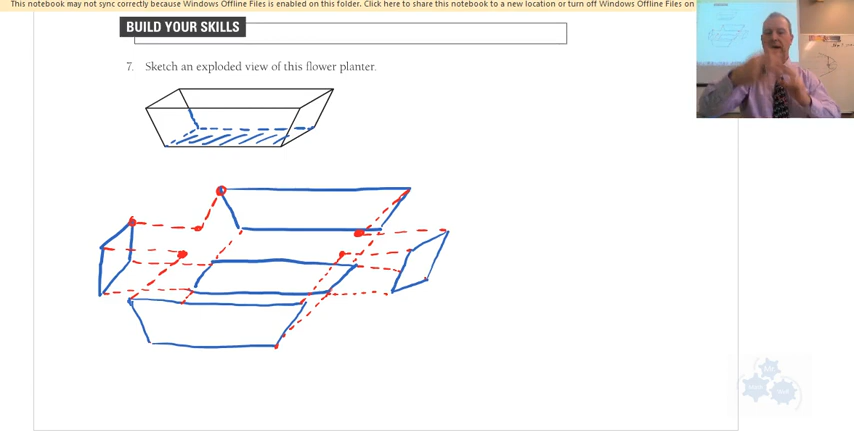 This notebook may not sync correctly because Windows Offline Files is enabled on this folder. Click here to share this notebook to a new location or turn off Windows Offline Files on
BUILD YOUR SKILLS
7. Sketch an exploded view of this flower planter.